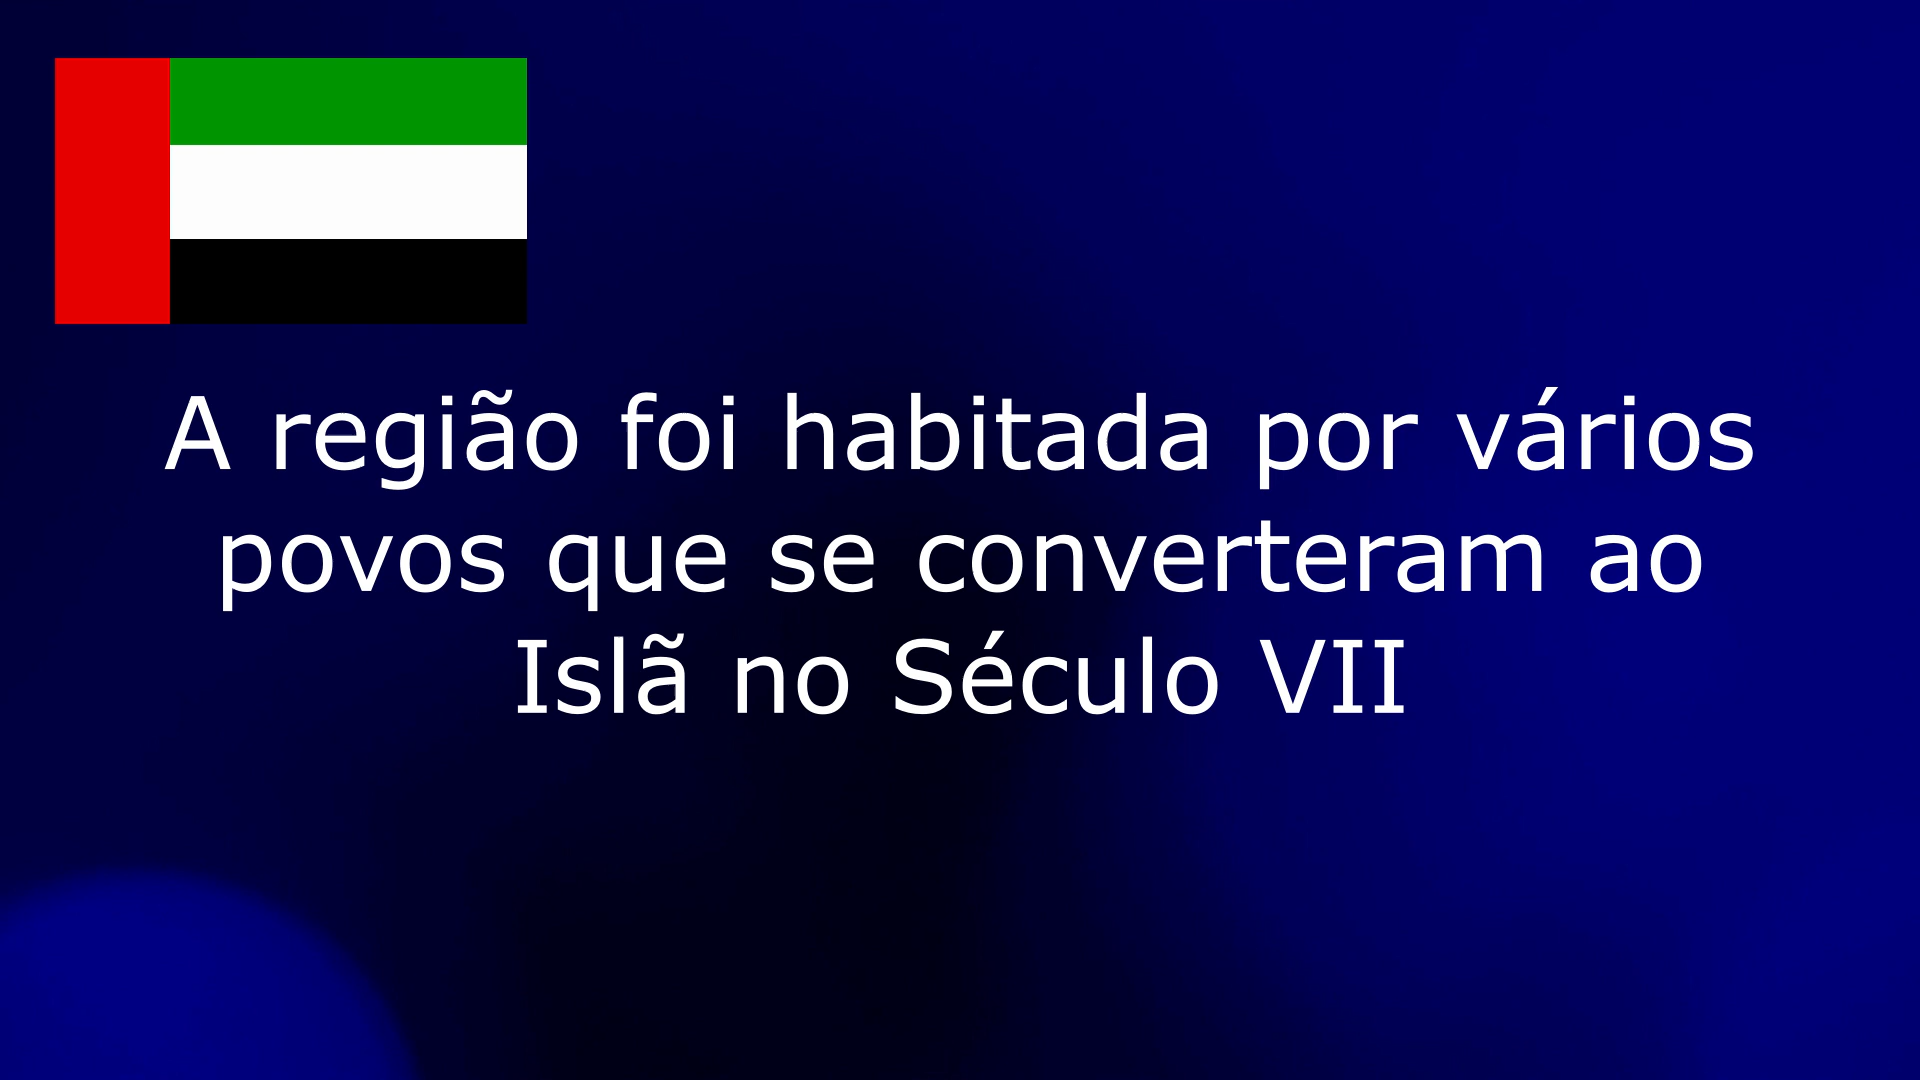 A região foi habitada por vários
povos que se converteram ao
Islã no Século VII